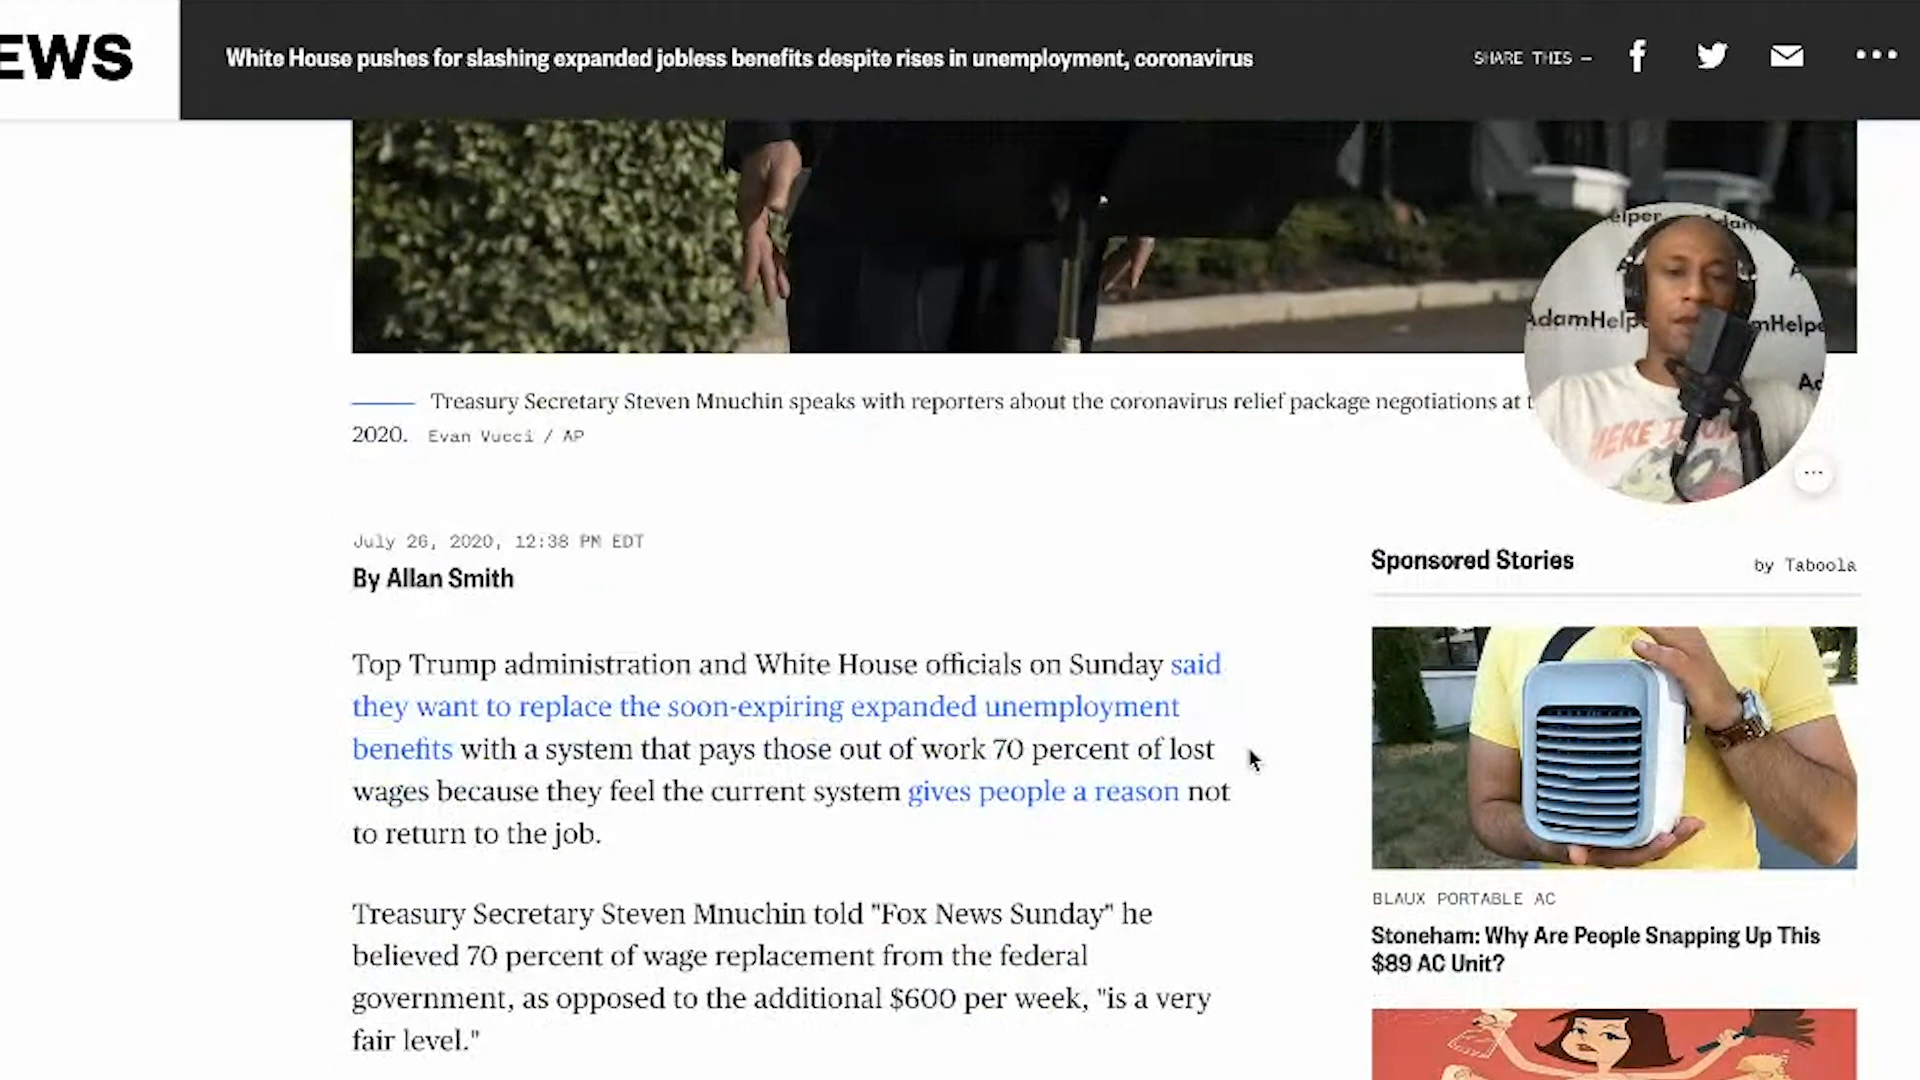 EWS
White House pushes for slashing expanded jobless benefits despite rises in unemployment, coronavirus
SHARE THIS —
elper
Adam
AdamHelpe
mHelpe
Ad
HERE
Treasury Secretary Steven Mnuchin speaks with reporters about the coronavirus relief package negotiations at t
2020. Evan Vucci / AP
July 26, 2020, 12:38 PM EDT
By Allan Smith
Top Trump administration and White House officials on Sunday said
they want to replace the soon-expiring expanded unemployment
benefits with a system that pays those out of work 70 percent of lost
wages because they feel the current system gives people a reason not
to return to the job.
Treasury Secretary Steven Mnuchin told "Fox News Sunday" he
believed 70 percent of wage replacement from the federal
government, as opposed to the additional $600 per week, "is a very
fair level."
Sponsored Stories
by Taboola
BLAUX PORTABLE AC
Stoneham: Why Are People Snapping Up This
$89 AC Unit?